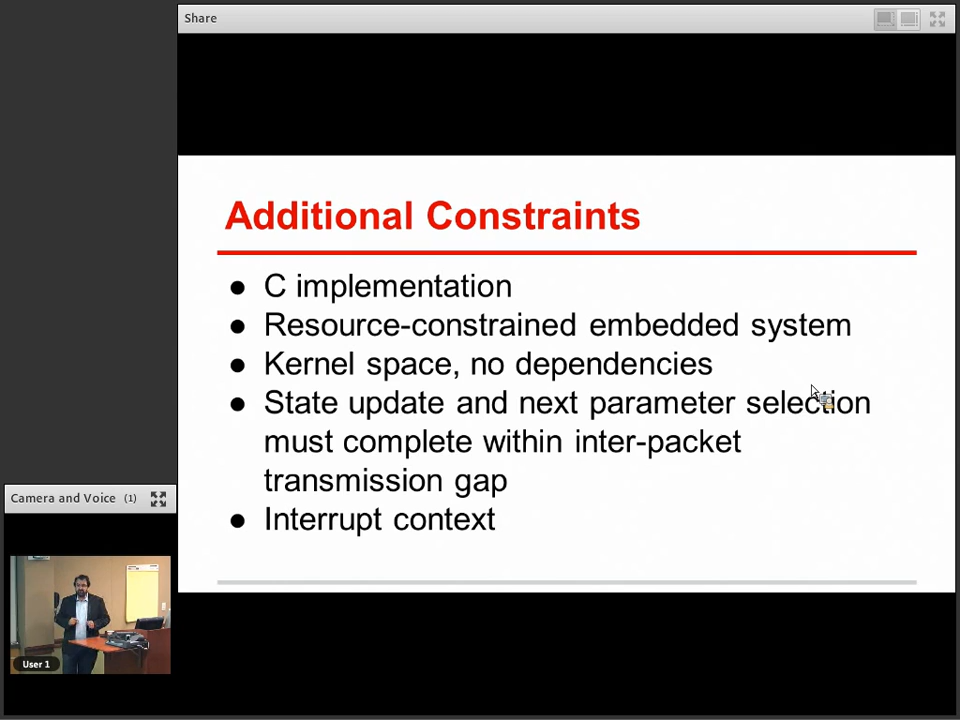 Share
Additional Constraints
● C implementation
● Resource-constrained embedded system
● Kernel space, no dependencies
● State update and next parameter selection
must complete within inter-packet
transmission gap
● Interrupt context
Camera and Voice (1)
User 1